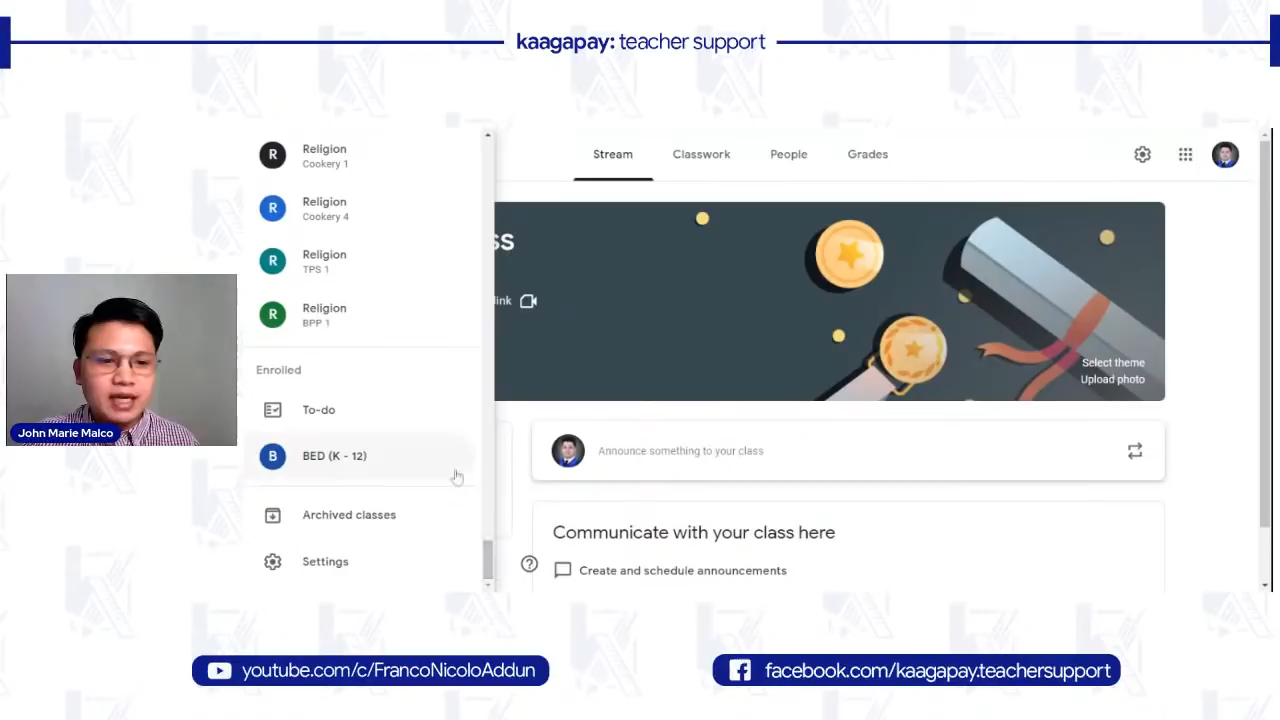 kaagapay: teacher support
R
Religion
Cookery 1
R
Religion
Cookery 4
R
Religion
TPS 1
R
Religion
BPP 1
Enrolled
To-do
B
BED (K - 12)
Archived classes
Settings
Stream
Classwork
People
Grades
ss
link
Select theme
Upload photo
Announce something to your class
Communicate with your class here
Create and schedule announcements
John Marie Malco
youtube.com/c/FrancoNicoloAddun
facebook.com/kaagapay.teachersupport